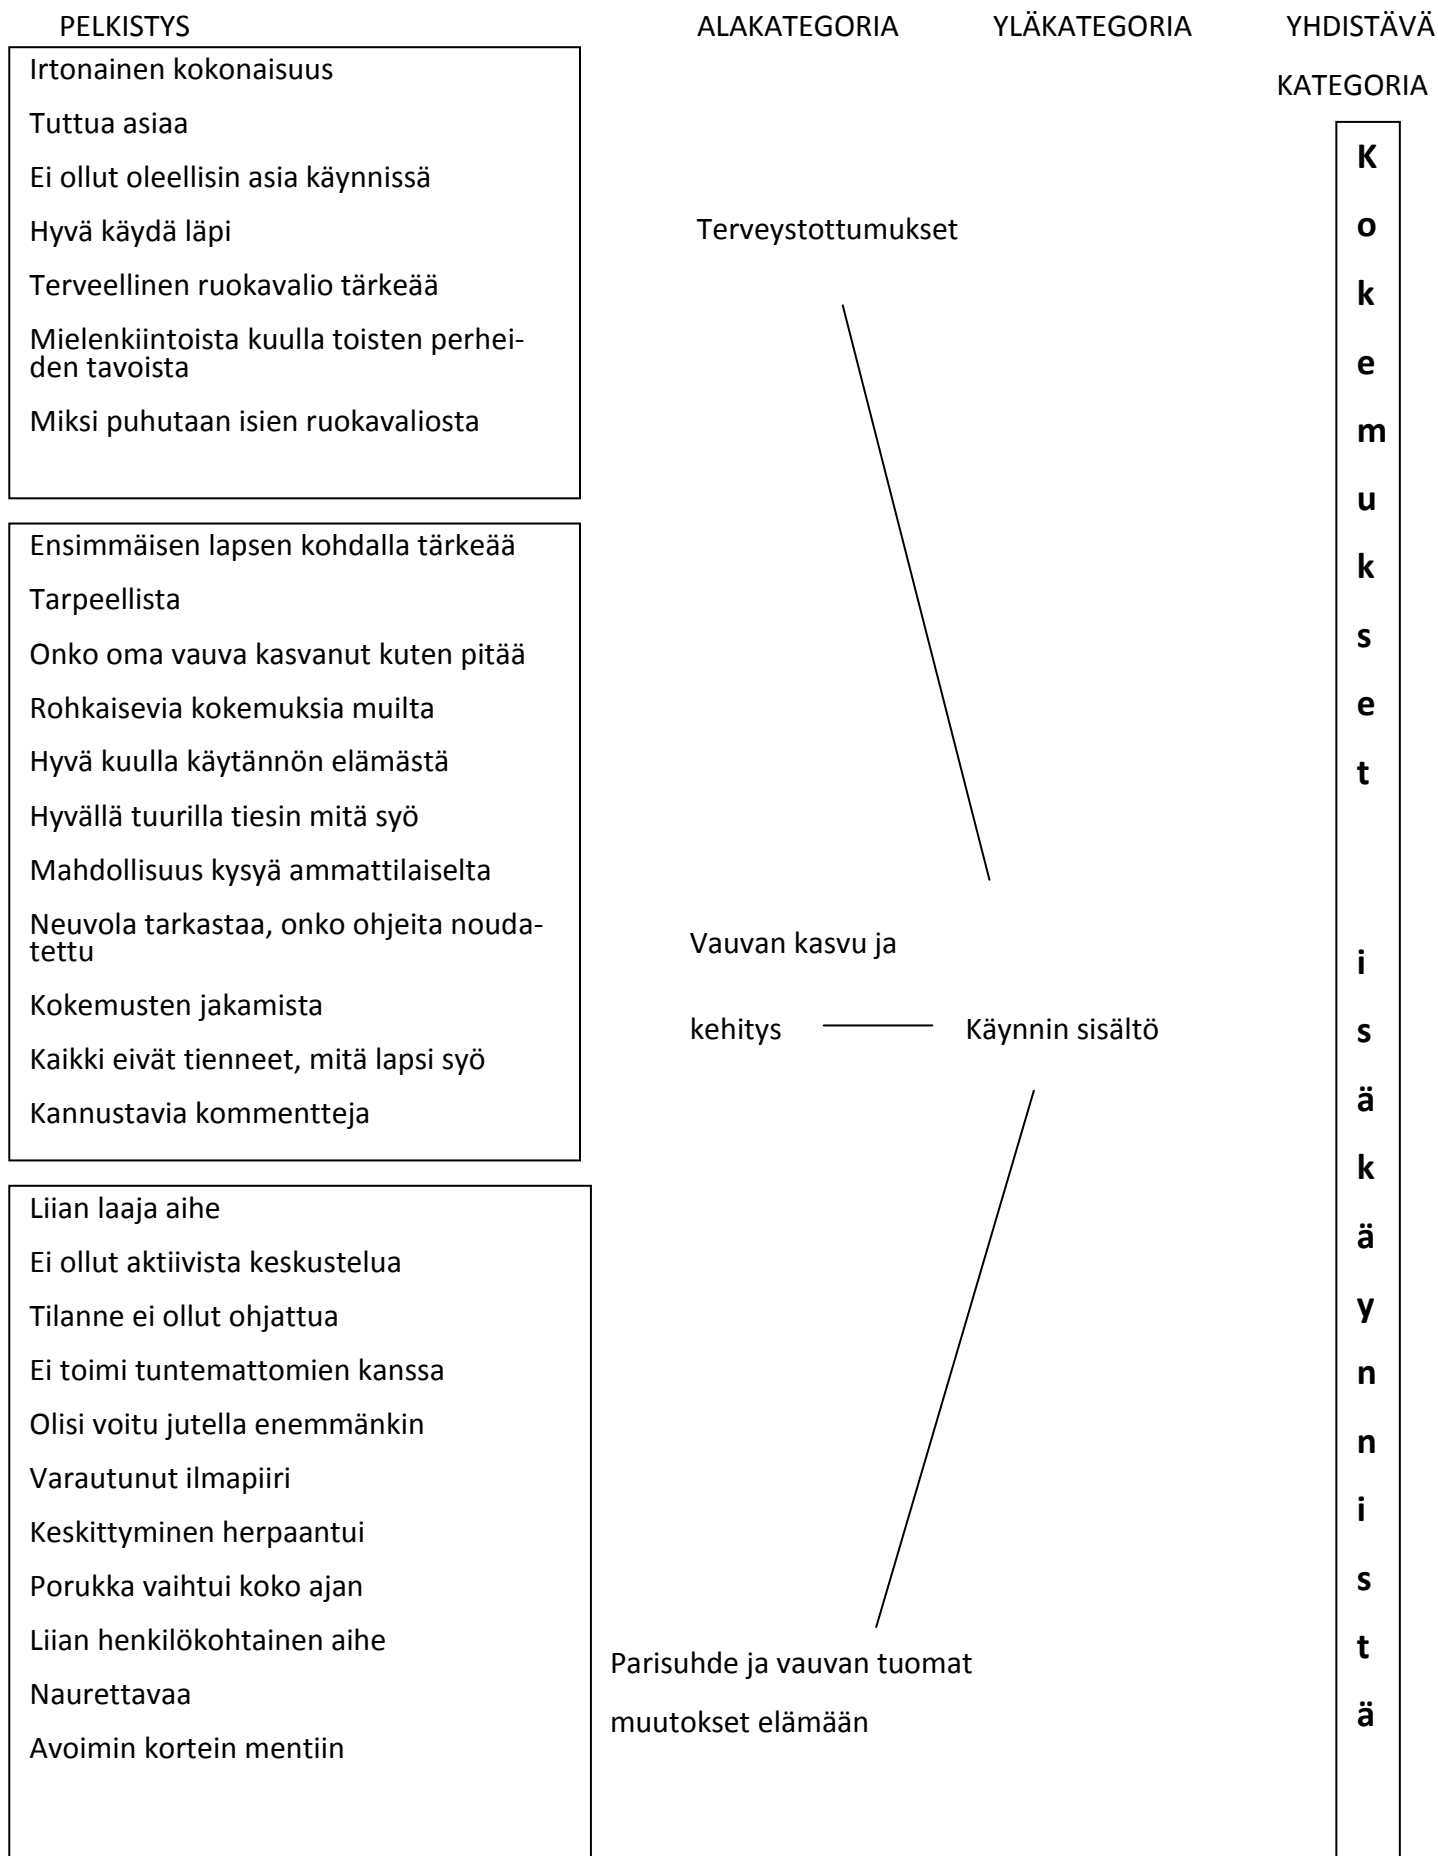 PELKISTYS ALAKATEGORIA YLÄKATEGORIA YHDISTÄVÄ
KATEGORIA
Irtonainen kokonaisuus
Tuttua asiaa
Ei ollut oleellisin asia käynnissä
Hyvä käydä läpi
Terveellinen ruokavalio tärkeää
Mielenkiintoista kuulla toisten perhei-
den tavoista
Miksi puhutaan isien ruokavaliosta
Terveystottumukset
Ensimmäisen lapsen kohdalla tärkeää
Tarpeellista
Onko oma vauva kasvanut kuten pitää
Rohkaisevia kokemuksia muilta
Hyvä kuulla käytännön elämästä
Hyvällä tuurilla tiesin mitä syö
Mahdollisuus kysyä ammattilaiselta
Neuvola tarkastaa, onko ohjeita nouda-
tettu
Kokemusten jakamista
Kaikki eivät tienneet, mitä lapsi syö
Kannustavia kommentteja
Vauvan kasvu ja
kehitys
Käynnin sisältö
Liian laaja aihe
Ei ollut aktiivista keskustelua
Tilanne ei ollut ohjattua
Ei toimi tuntemattomien kanssa
Olisi voitu jutella enemmänkin
Varautunut ilmapiiri
Keskittyminen herpaantui
Porukka vaihtui koko ajan
Liian henkilökohtainen aihe
Naurettavaa
Avoimin kortein mentiin
Parisuhde ja vauvan tuomat
muutokset elämään
Kokemukset isäkäynnistä